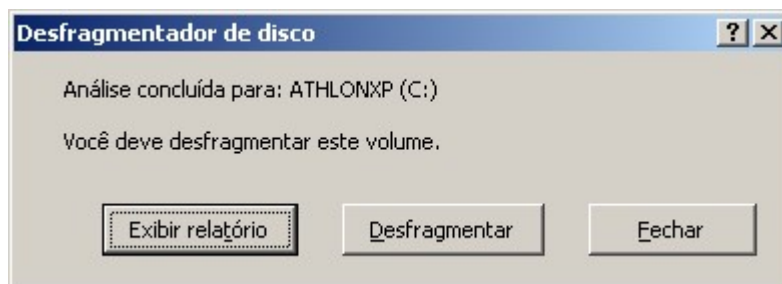 Desfragmentador de disco
Análise concluída para: ATHLONXP (C:)
Você deve desfragmentar este volume.
Exibir relatório Desfragmentar Fechar